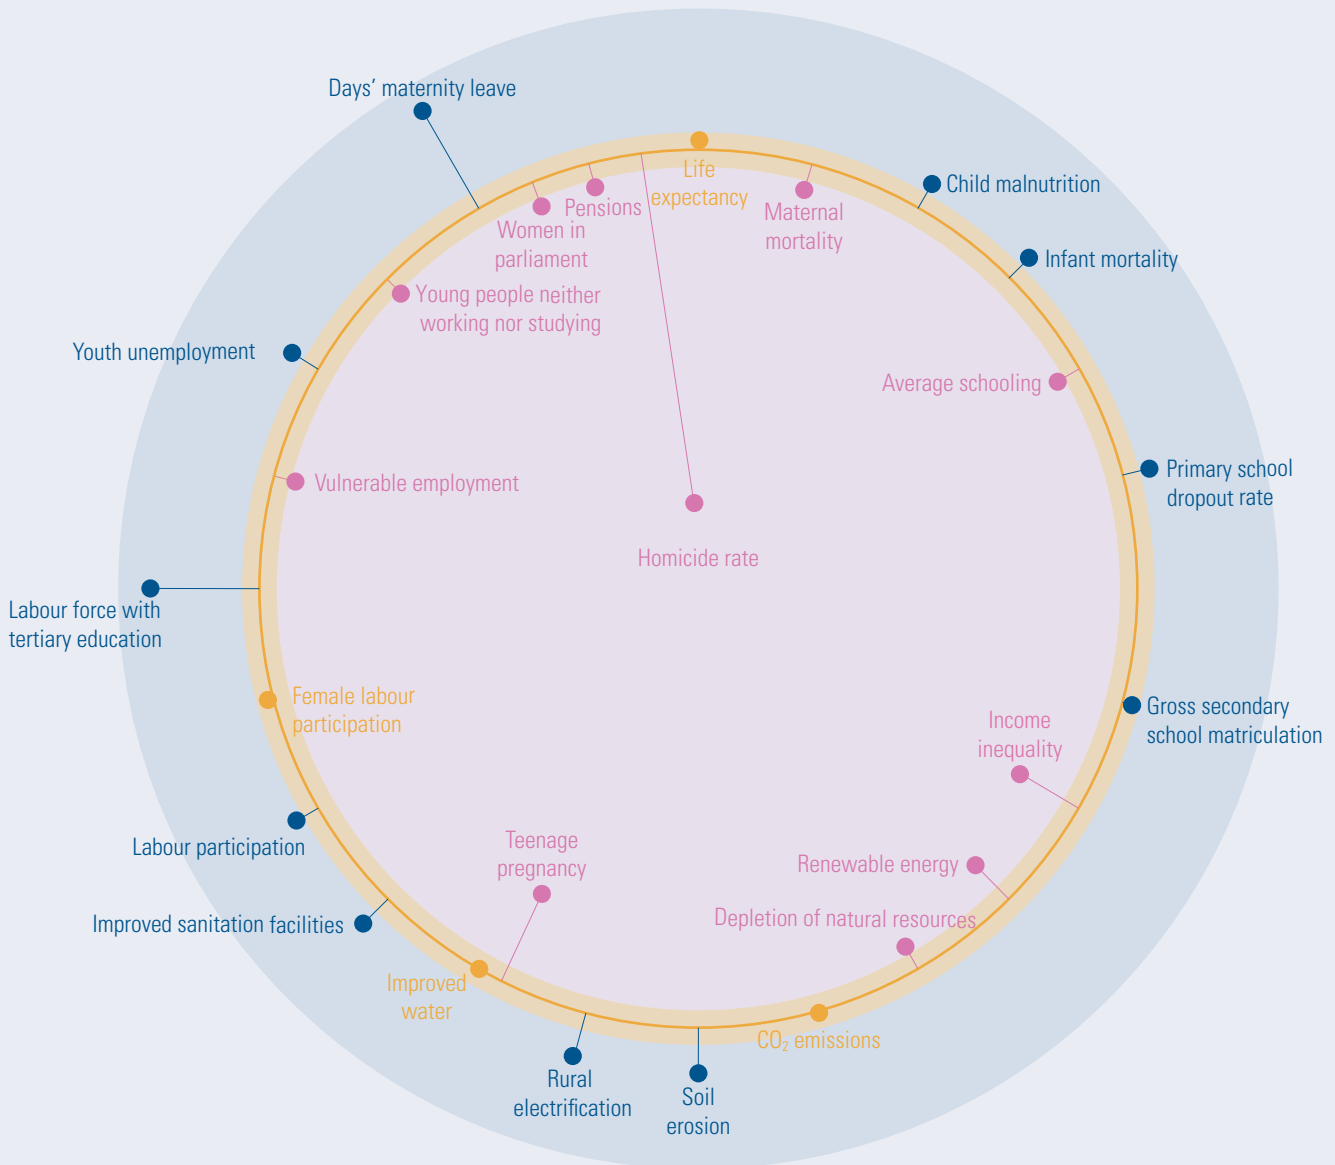 Days’ maternity leave
Life
expectancy
Child malnutrition
Maternal
mortality
Pensions
Women in
parliament
Infant mortality
Young people neither
working nor studying
Youth unemployment
Average schooling
Primary school
dropout rate
Vulnerable employment
Homicide rate
Labour force with
tertiary education
Female labour
participation
Gross secondary
school matriculation
Income
inequality
Labour participation
Teenage
pregnancy
Renewable energy
Improved sanitation facilities
Depletion of natural resources
Improved
water
CO₂ emissions
Rural
electrification
Soil
erosion